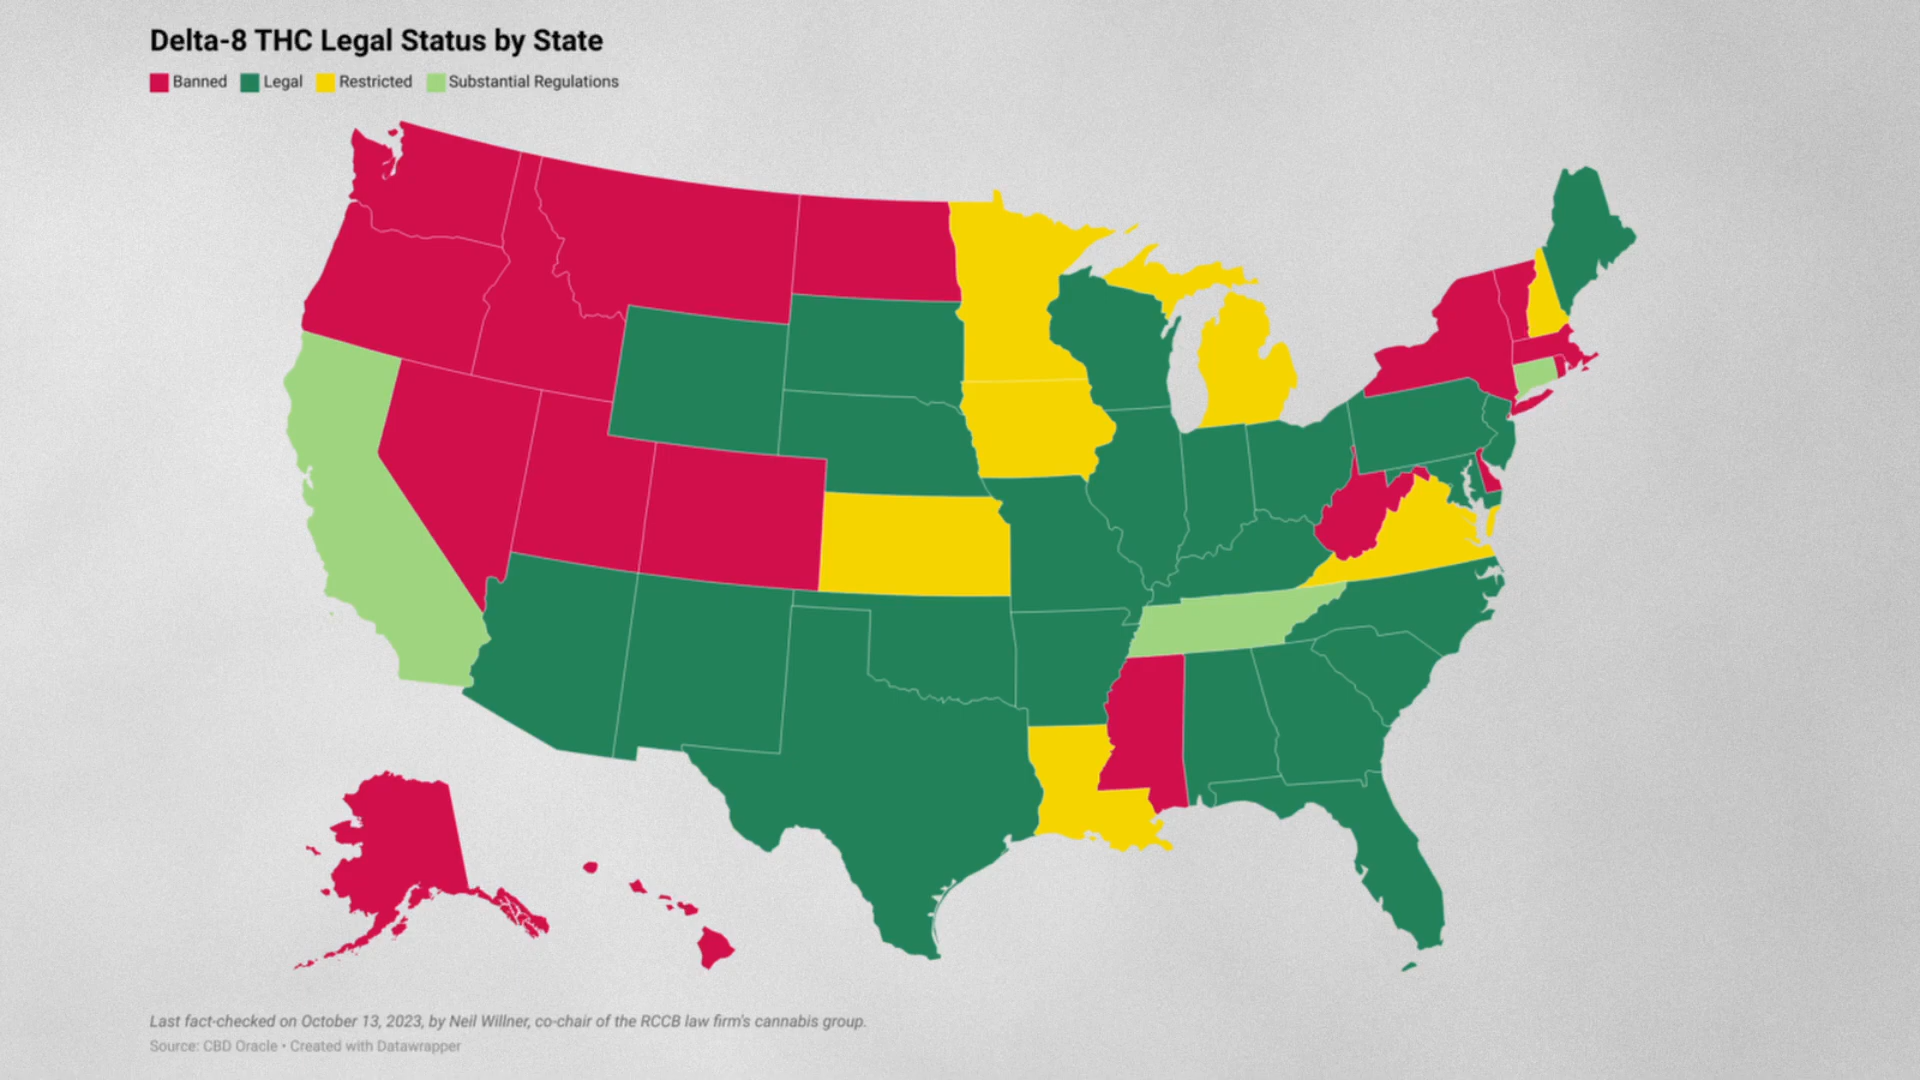 Delta-8 THC Legal Status by State
Banned Legal Restricted Substantial Regulations
Last fact-checked on October 13, 2023, by Neil Willner, co-chair of the RCCB law firm's cannabis group.
Source: CBD Oracle • Created with Datawrapper